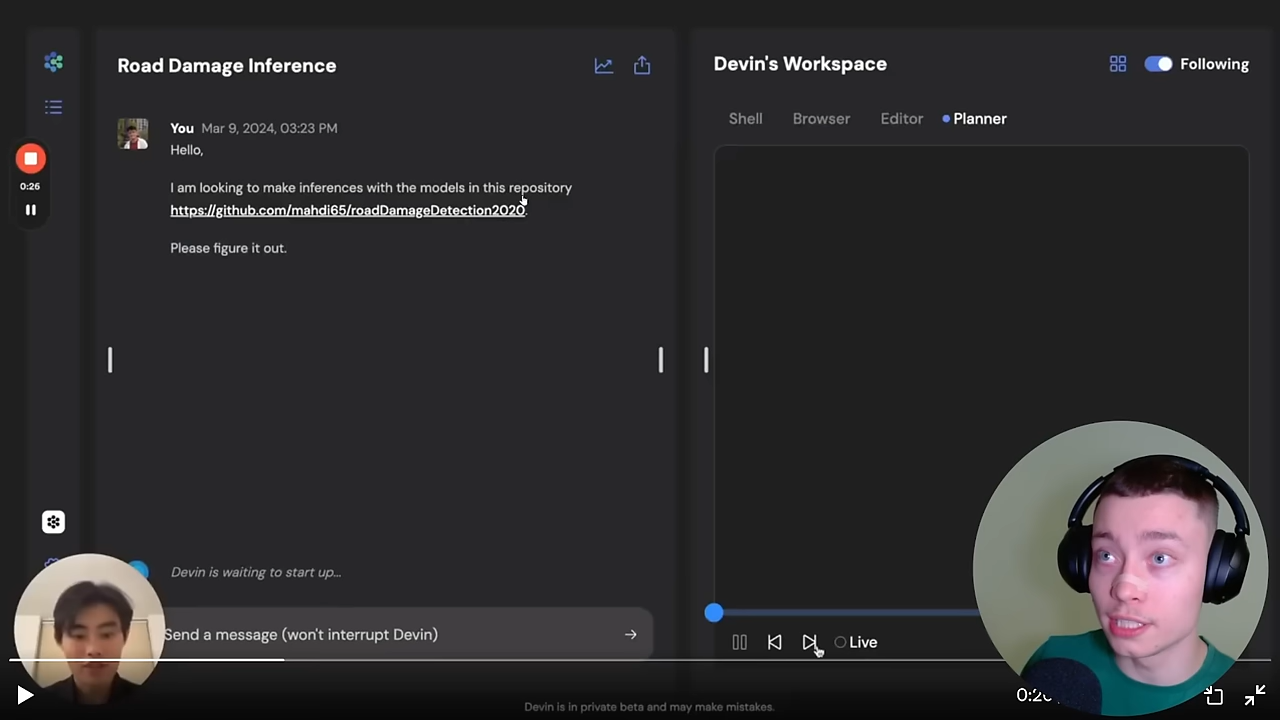 Road Damage Inference
You Mar 9, 2024, 03:23 PM
Hello,
I am looking to make inferences with the models in this repository
https://github.com/mahdi65/roadDamageDetection2020.
Please figure it out.
0:26
Devin is waiting to start up...
Send a message (won't interrupt Devin)
Devin's Workspace
Following
Shell Browser Editor Planner
Live
Devin is in private beta and may make mistakes.